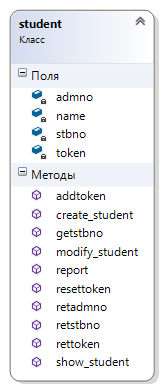 student
Класс
Поля
admno
name
stbno
token
Методы
addtoken
create_student
getstbno
modify_student
report
resettoken
retadmno
retstbno
rettoken
show_student